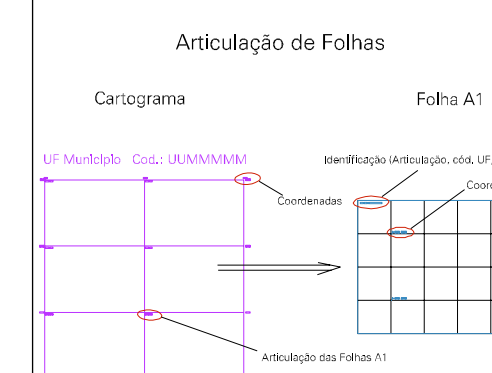 Articulação de Folhas
Cartograma
Folha A1
UF Município Cod.: UUMMMMM
Identificação (Articulação, cód. UF,
Coordenadas
Coord
Articulação das Folhas A1